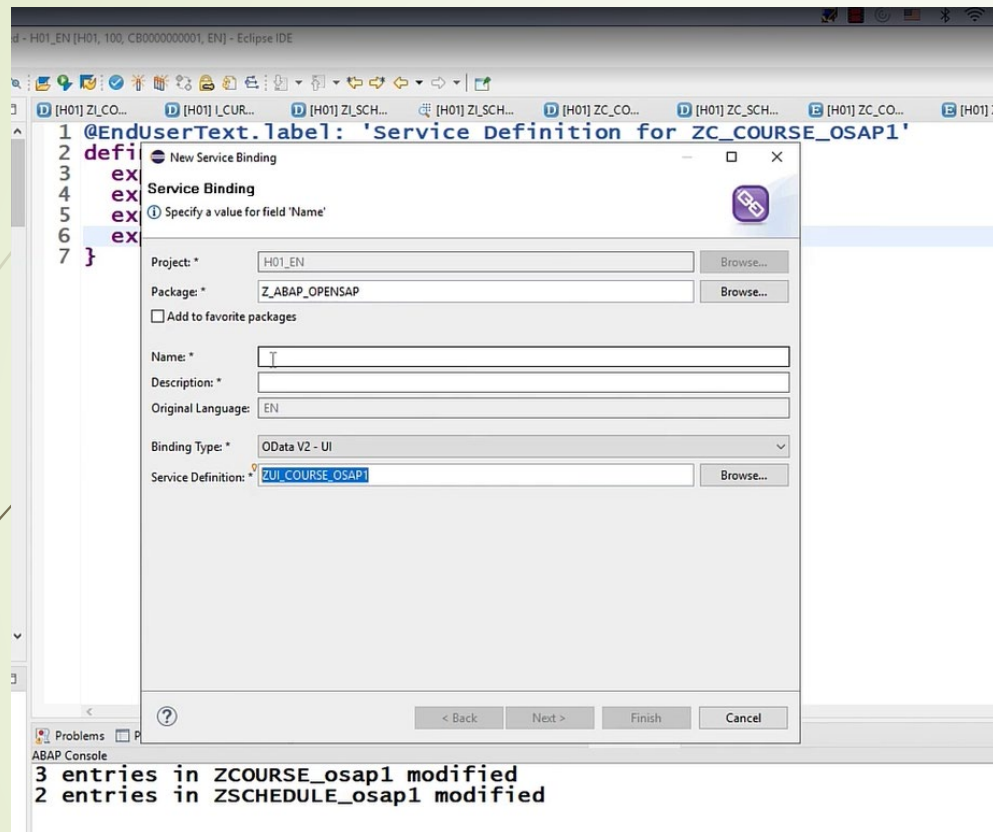 d - H01_EN [H01, 100, CB0000000001, EN] - Eclipse IDE
[H01] ZI_CO... [H01] I_CUR... [H01] ZI_SCH... [H01] ZI_SCH... [H01] ZC_CO... [H01] ZC_SCH... [H01] ZC_CO... [H01]
1 @EndUserText.label: 'Service Definition for ZC_COURSE_OSAP1'
2 defi
3 ex
4 ex
5 ex
6 ex
7 }
New Service Binding
Service Binding
Specify a value for field 'Name'
Project: * H01_EN Browse...
Package: * Z_ABAP_OPENSAP Browse...
Add to favorite packages
Name: *
Description: *
Original Language: EN
Binding Type: * OData V2 - UI
Service Definition: * ZUI_COURSE_OSAP1 Browse...
< Back Next > Finish Cancel
Problems P
ABAP Console
3 entries in ZCOURSE_osap1 modified
2 entries in ZSCHEDULE_osap1 modified